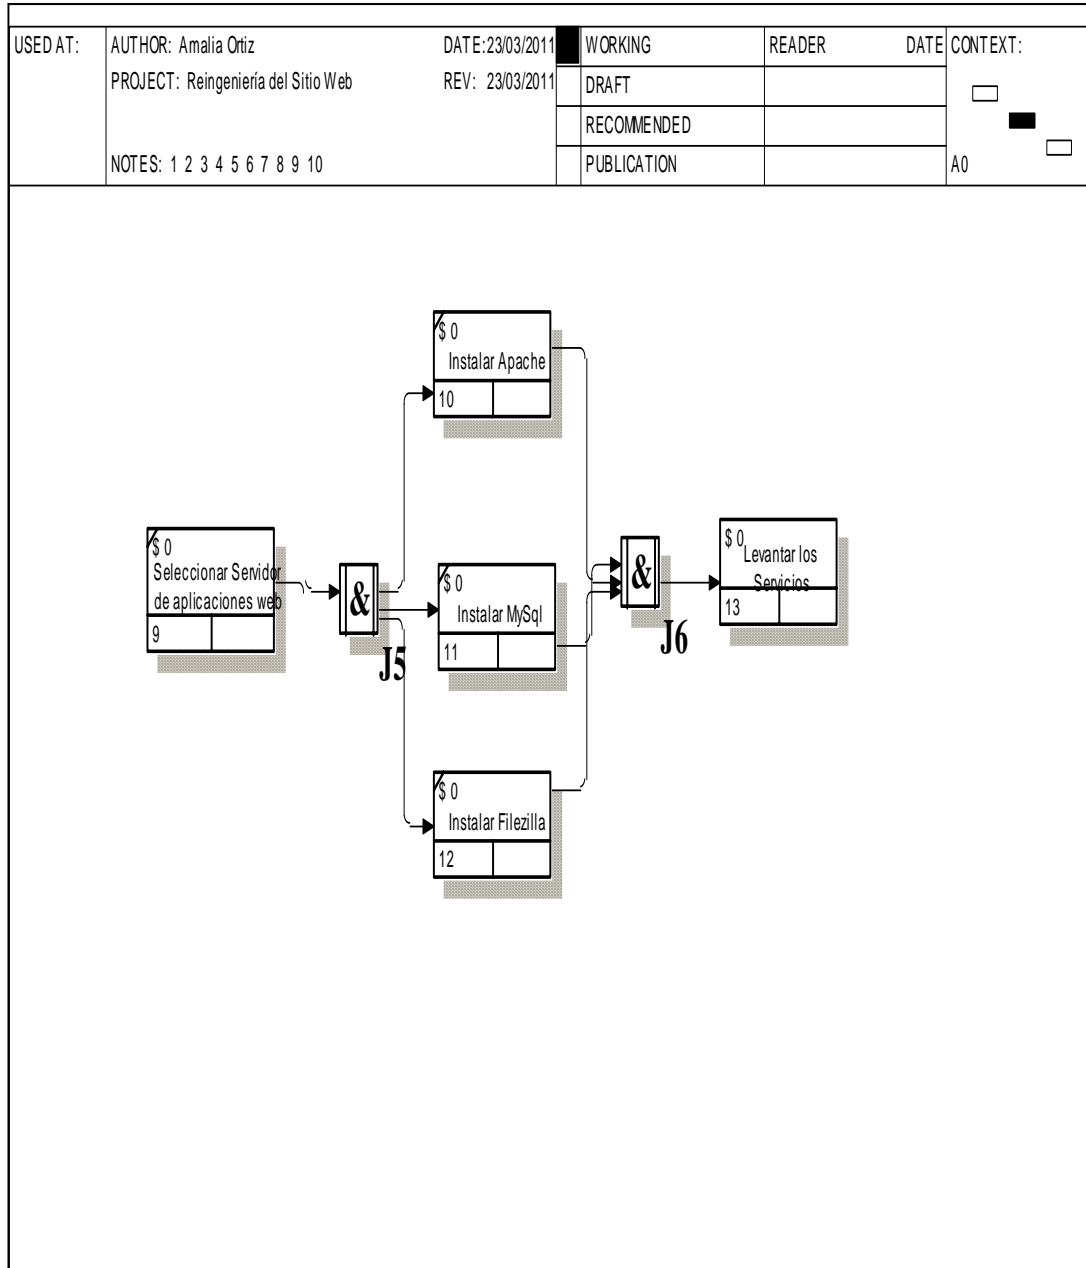 USED AT:
AUTHOR: Amalia Ortiz
DATE: 23/03/2011
PROJECT: Reingeniería del Sitio Web
REV: 23/03/2011
NOTES: 1 2 3 4 5 6 7 8 9 10
WORKING
DRAFT
RECOMMENDED
PUBLICATION
READER
DATE
CONTEXT:
A0
$ 0
Instalar Apache
10
$ 0
Seleccionar Servidor
de aplicaciones web
9
&
J5
$ 0
Instalar MySql
11
&
J6
$ 0
Levantar los
Servicios
13
$ 0
Instalar Filezilla
12